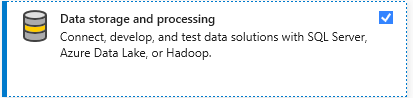 Data storage and processing
Connect, develop, and test data solutions with SQL Server,
Azure Data Lake, or Hadoop.